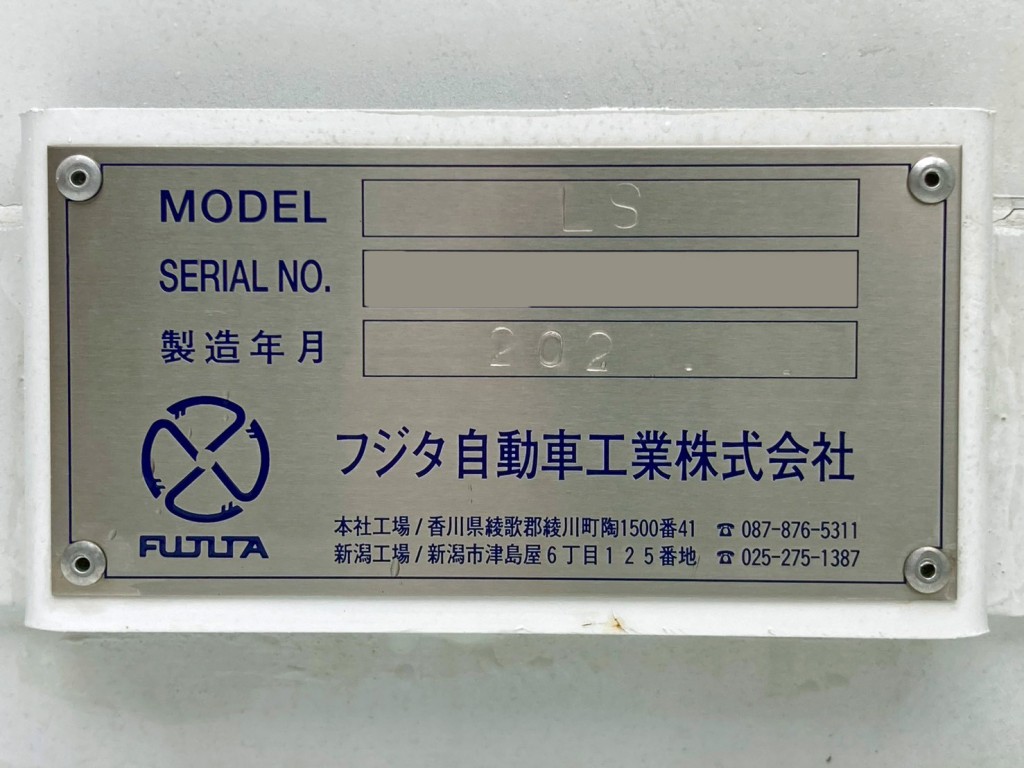 MODEL LS
SERIAL NO.
製造年月 202 . .
フジタ自動車工業株式会社
FUJITA
本社工場/香川県綾歌郡綾川町陶1500番41 ☎ 087-876-5311
新潟工場/新潟市津島屋6丁目125番地 ☎ 025-275-1387